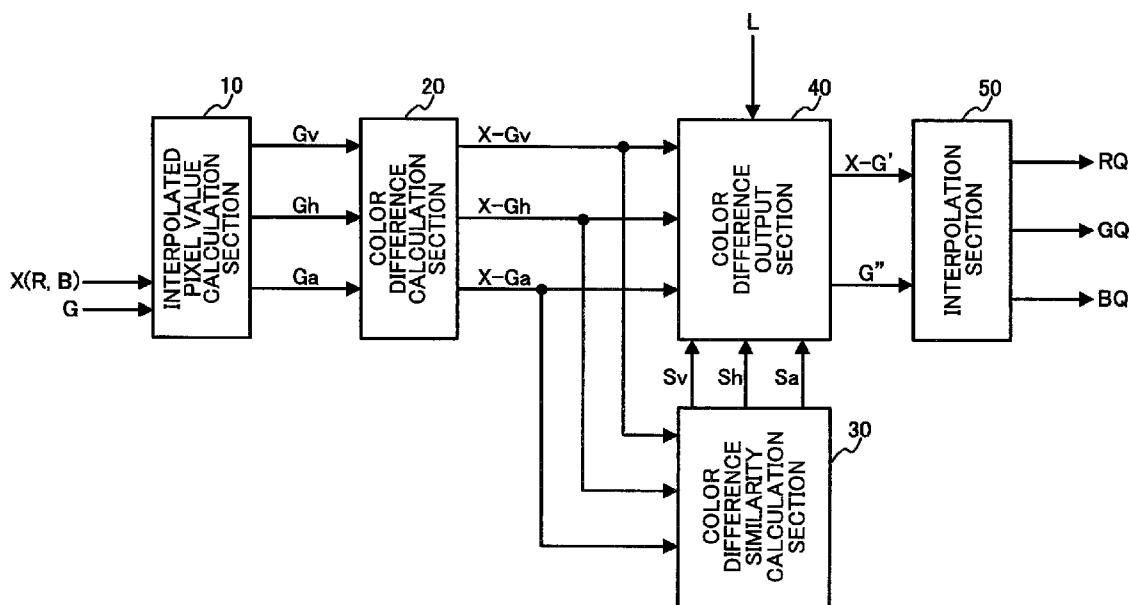 L
10
20
40
50
X(R, B)
G
INTERPOLATED
PIXEL VALUE
CALCULATION
SECTION
Gv
Gh
Ga
COLOR
DIFFERENCE
CALCULATION
SECTION
X-Gv
X-Gh
X-Ga
COLOR
DIFFERENCE
OUTPUT
SECTION
X-G'
G"
INTERPOLATION
SECTION
RQ
GQ
BQ
Sv
Sh
Sa
30
COLOR
DIFFERENCE
SIMILARITY
CALCULATION
SECTION